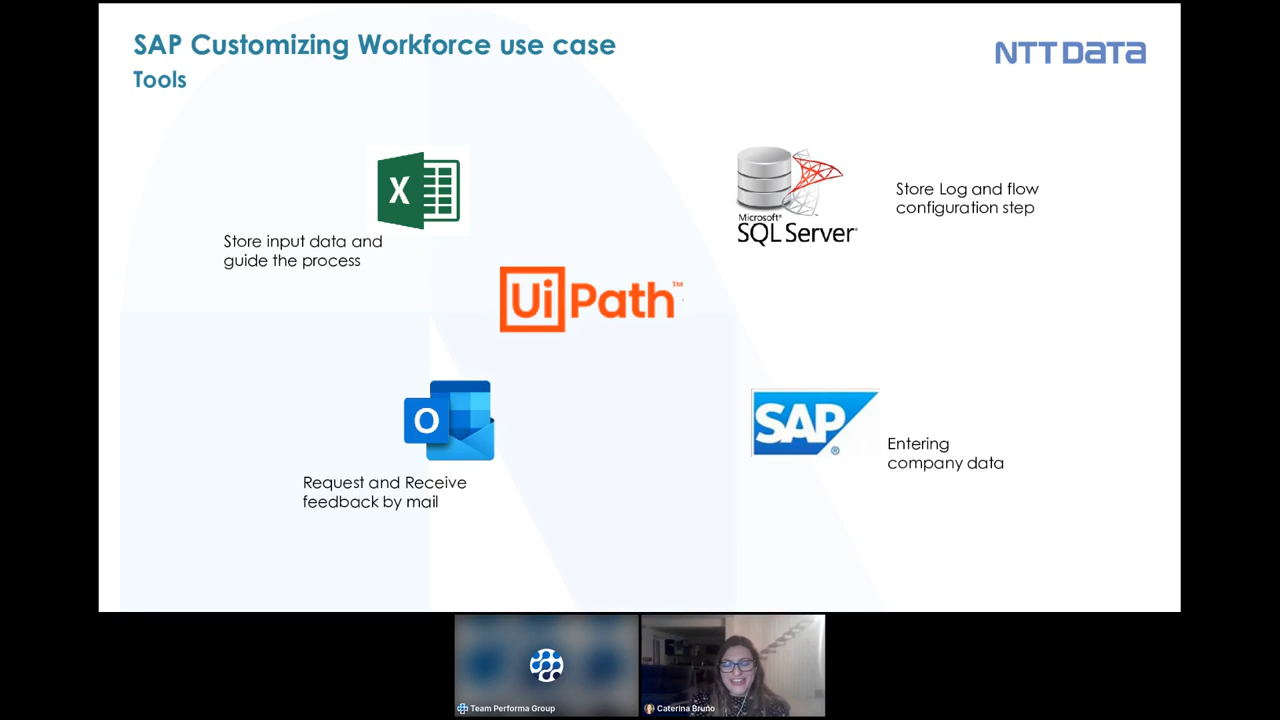 SAP Customizing Workforce use case
Tools
NTT DATA
X
Store input data and
guide the process
Microsoft®
SQL Server®
Store Log and flow
configuration step
Ui Path™
O
Request and Receive
feedback by mail
SAP®
Entering
company data
Team Performa Group
Caterina Bruno